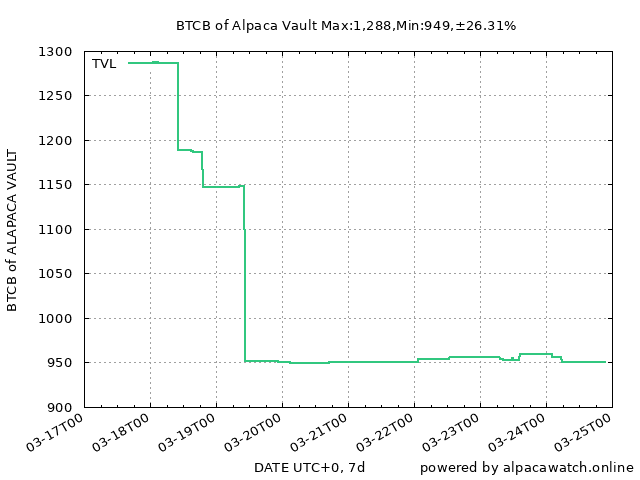 BTCB of Alpaca Vault Max:1,288,Min:949,±26.31%
TVL
1300
1250
1200
1150
1100
1050
1000
950
900
BTCB of ALAPACA VAULT
03-17T00
03-18T00
03-19T00
03-20T00
03-21T00
03-22T00
03-23T00
03-24T00
03-25T00
DATE UTC+0, 7d
powered by alpacawatch.online